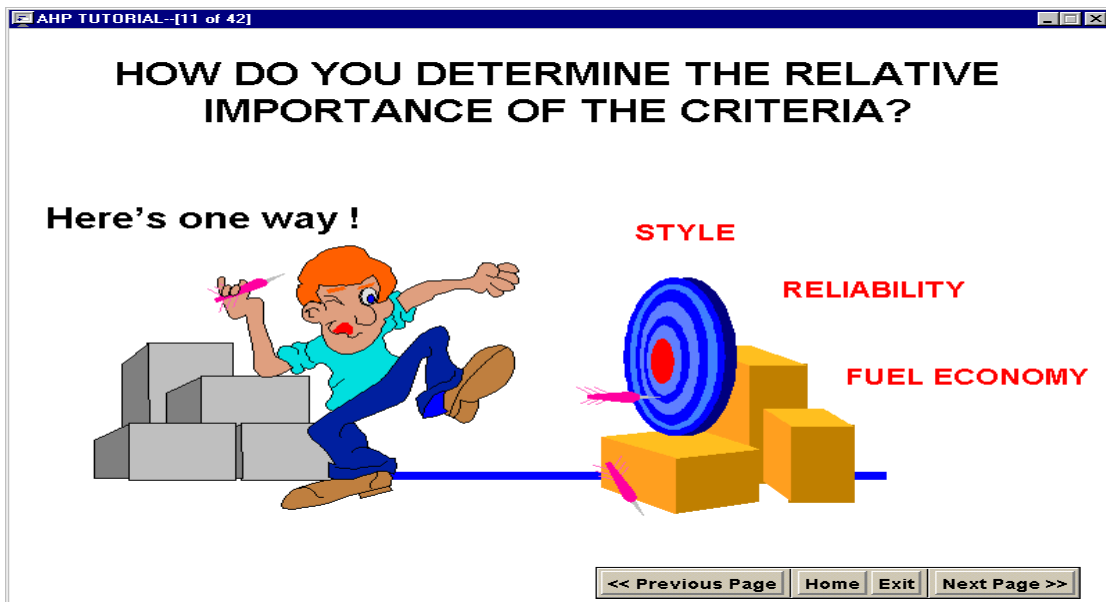 AHP TUTORIAL--[11 of 42]
HOW DO YOU DETERMINE THE RELATIVE
IMPORTANCE OF THE CRITERIA?
Here’s one way !
STYLE
RELIABILITY
FUEL ECONOMY
<< Previous Page Home Exit Next Page >>